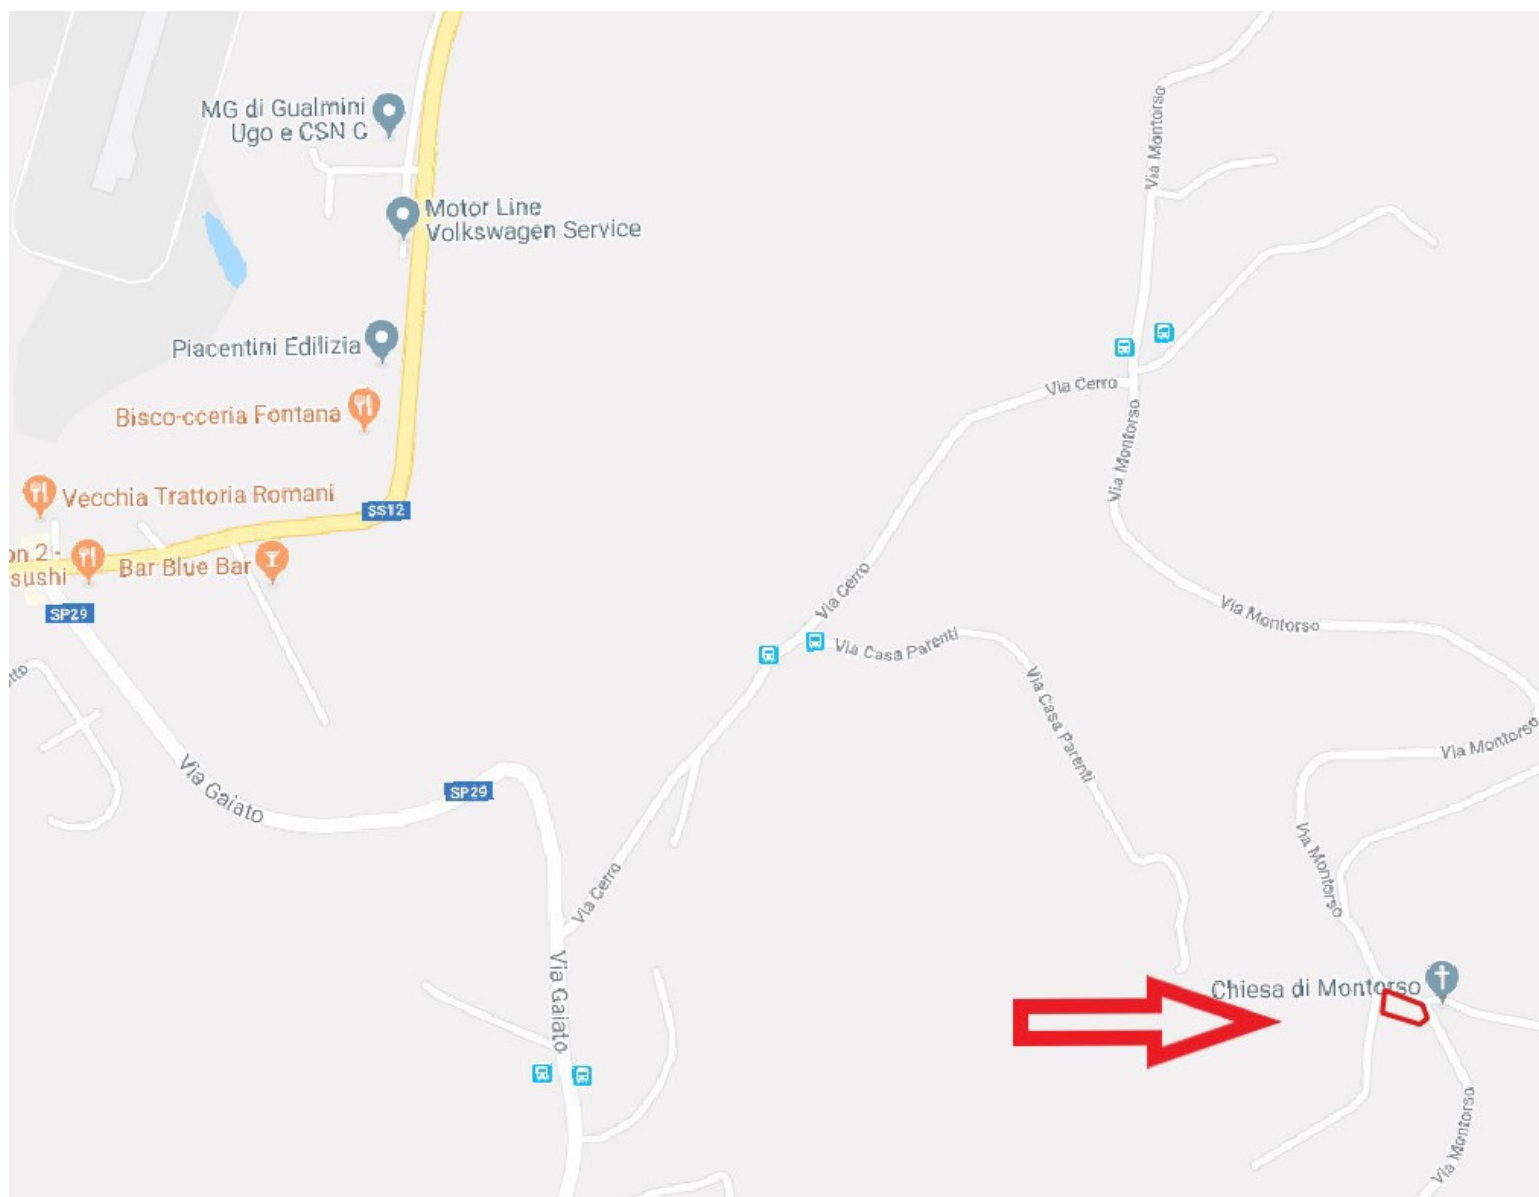 MG di Gualmini
Ugo e CSN C
Motor Line
Volkswagen Service
Piacentini Edilizia
Bisco-cceria Fontana
Vecchia Trattoria Romani
SS12
on 2 -
sushi
Bar Blue Bar
SP29
Via Montorso
Via Cerro
Via Montorso
Via Cerro
Via Montorso
Via Casa Parenti
Via Casa Parenti
Via Montorso
Via Gaiato
SP29
Via Montorso
Via Cerro
Via Gaiato
Chiesa di Montorso
Via Montorso